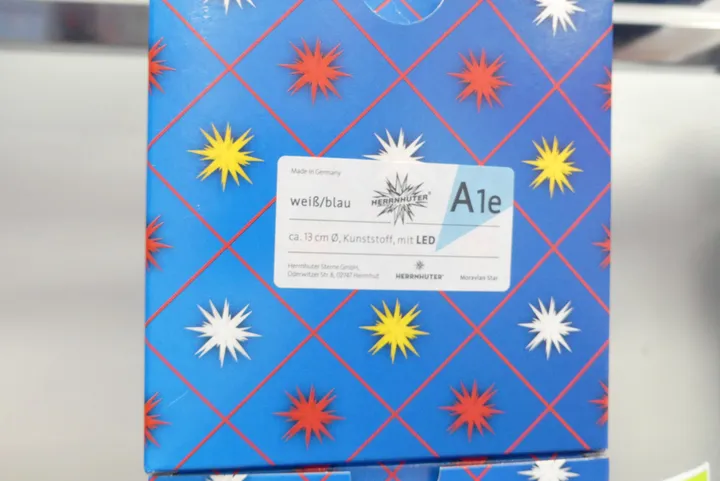 Made in Germany
weiß/blau
HERRNHUTER®
A1e
ca. 13 cm Ø, Kunststoff, mit LED
Herrnhuter Sterne GmbH,
Oderwitzer Str. 8, 02747 Herrnhut
HERRNHUTER®
Moravian Star